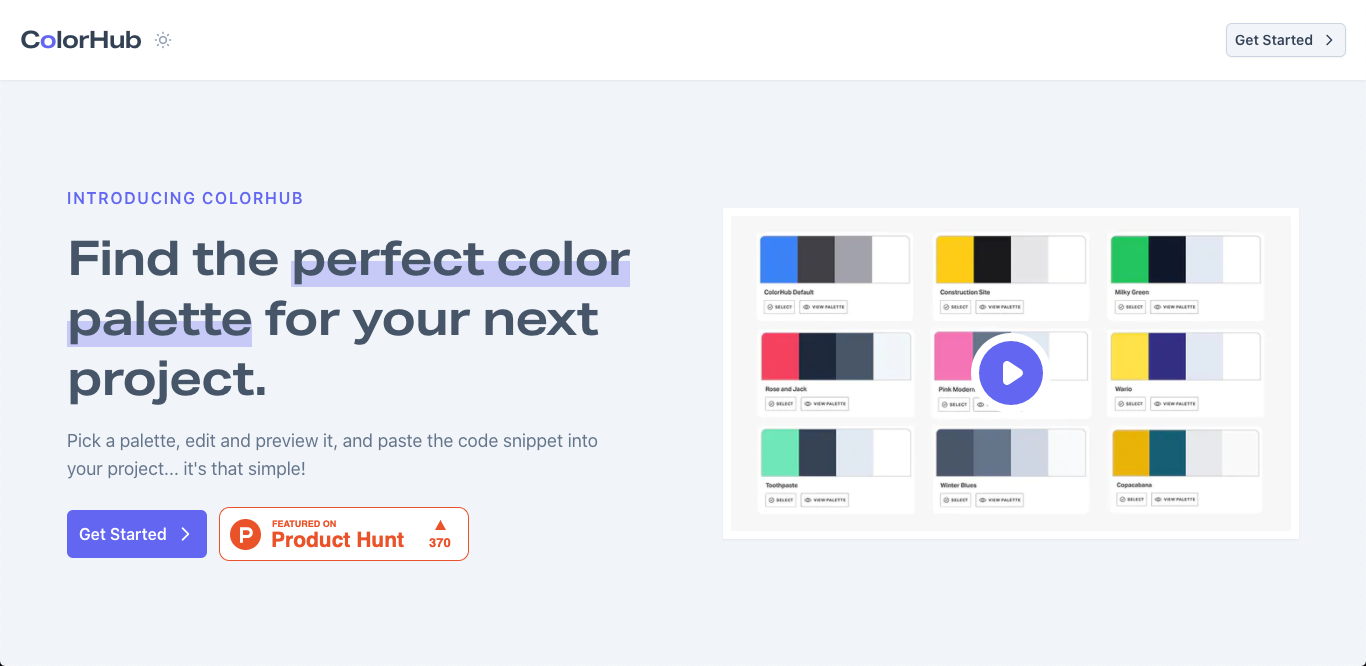 ColorHub
Get Started
INTRODUCING COLORHUB
Find the perfect color
palette for your next
project.
Pick a palette, edit and preview it, and paste the code snippet into
your project... it's that simple!
Get Started
P
FEATURED ON
Product Hunt
370
ColorHub Default
SELECT VIEW PALETTE
Construction Site
SELECT VIEW PALETTE
Milky Green
SELECT VIEW PALETTE
Rose and Jack
SELECT VIEW PALETTE
Pink Modern
SELECT
Wario
SELECT VIEW PALETTE
Toothpaste
SELECT VIEW PALETTE
Winter Blues
SELECT VIEW PALETTE
Copacabana
SELECT VIEW PALETTE